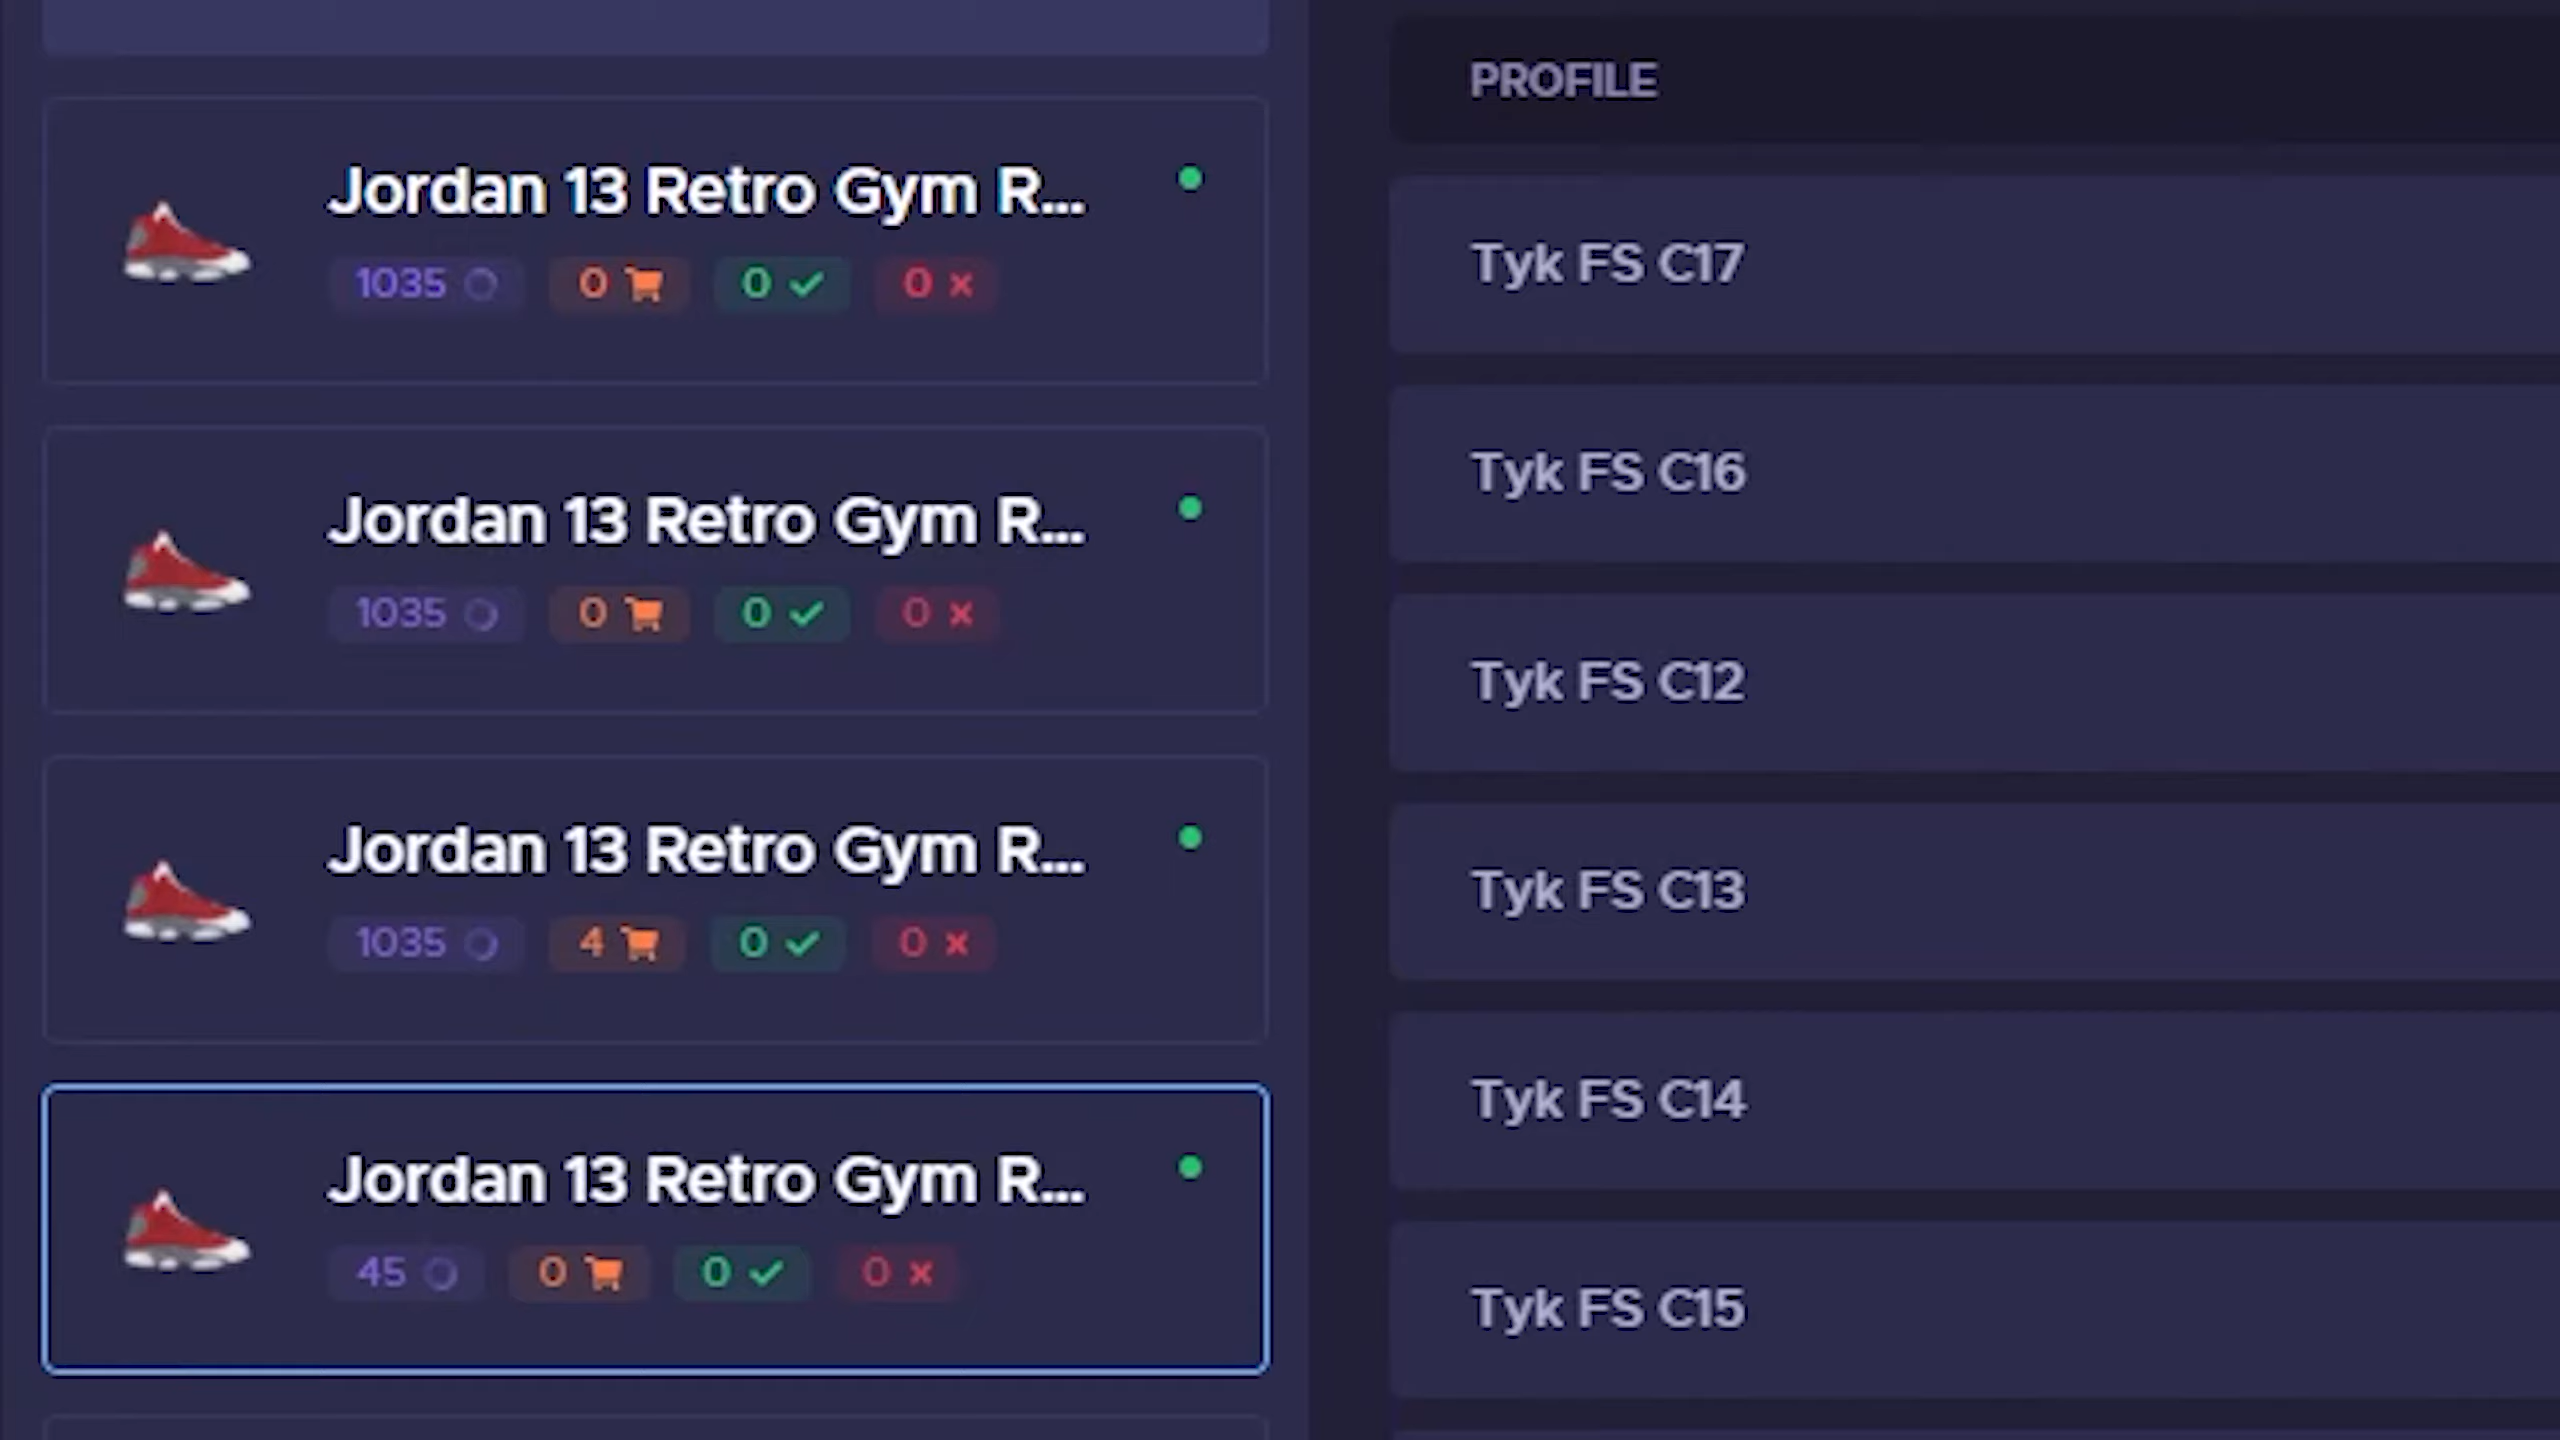 Jordan 13 Retro Gym R...
1035 0 0 0
Jordan 13 Retro Gym R...
1035 0 0 0
Jordan 13 Retro Gym R...
1035 4 0 0
Jordan 13 Retro Gym R...
45 0 0 0
PROFILE
Tyk FS C17
Tyk FS C16
Tyk FS C12
Tyk FS C13
Tyk FS C14
Tyk FS C15